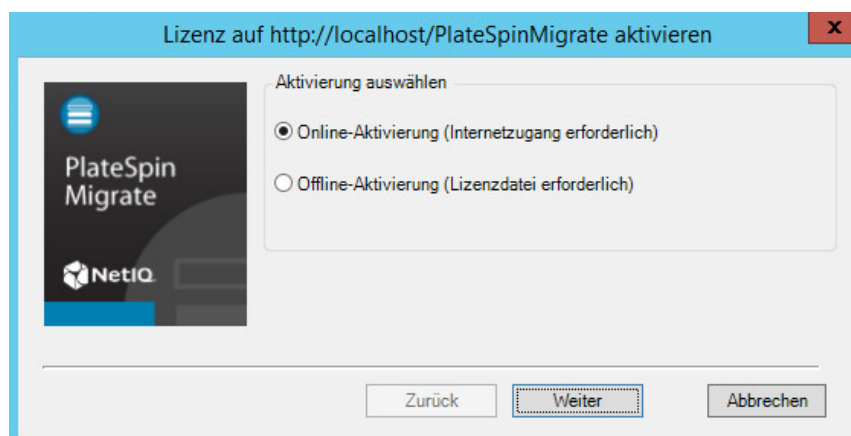 Lizenz auf http://localhost/PlateSpinMigrate aktivieren
x
PlateSpin
Migrate
NetIQ.
Aktivierung auswählen
Online-Aktivierung (Internetzugang erforderlich)
Offline-Aktivierung (Lizenzdatei erforderlich)
Zurück
Weiter
Abbrechen